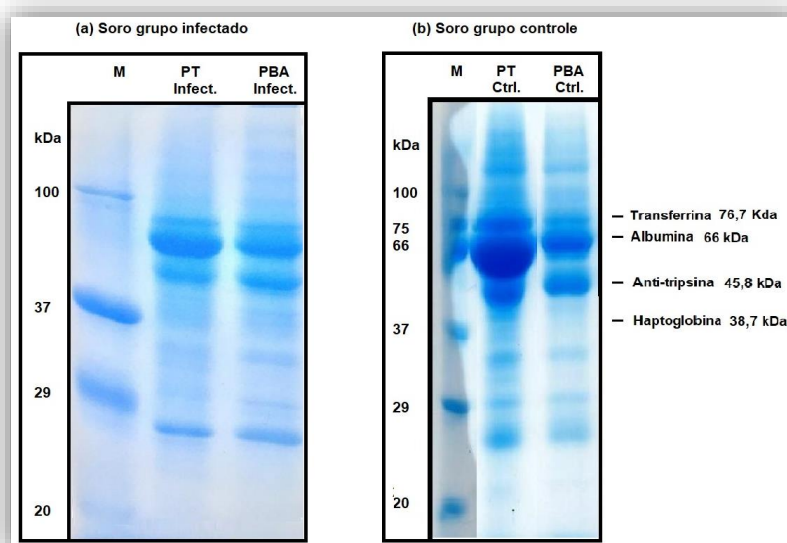 (a) Soro grupo infectado
M PT Infect. PBA Infect.
kDa
100
37
29
20
(b) Soro grupo controle
M PT Ctrl. PBA Ctrl.
kDa
100
75
66
37
29
20
Transferrina 76,7 Kda
Albumina 66 kDa
Anti-tripsina 45,8 kDa
Haptoglobina 38,7 kDa